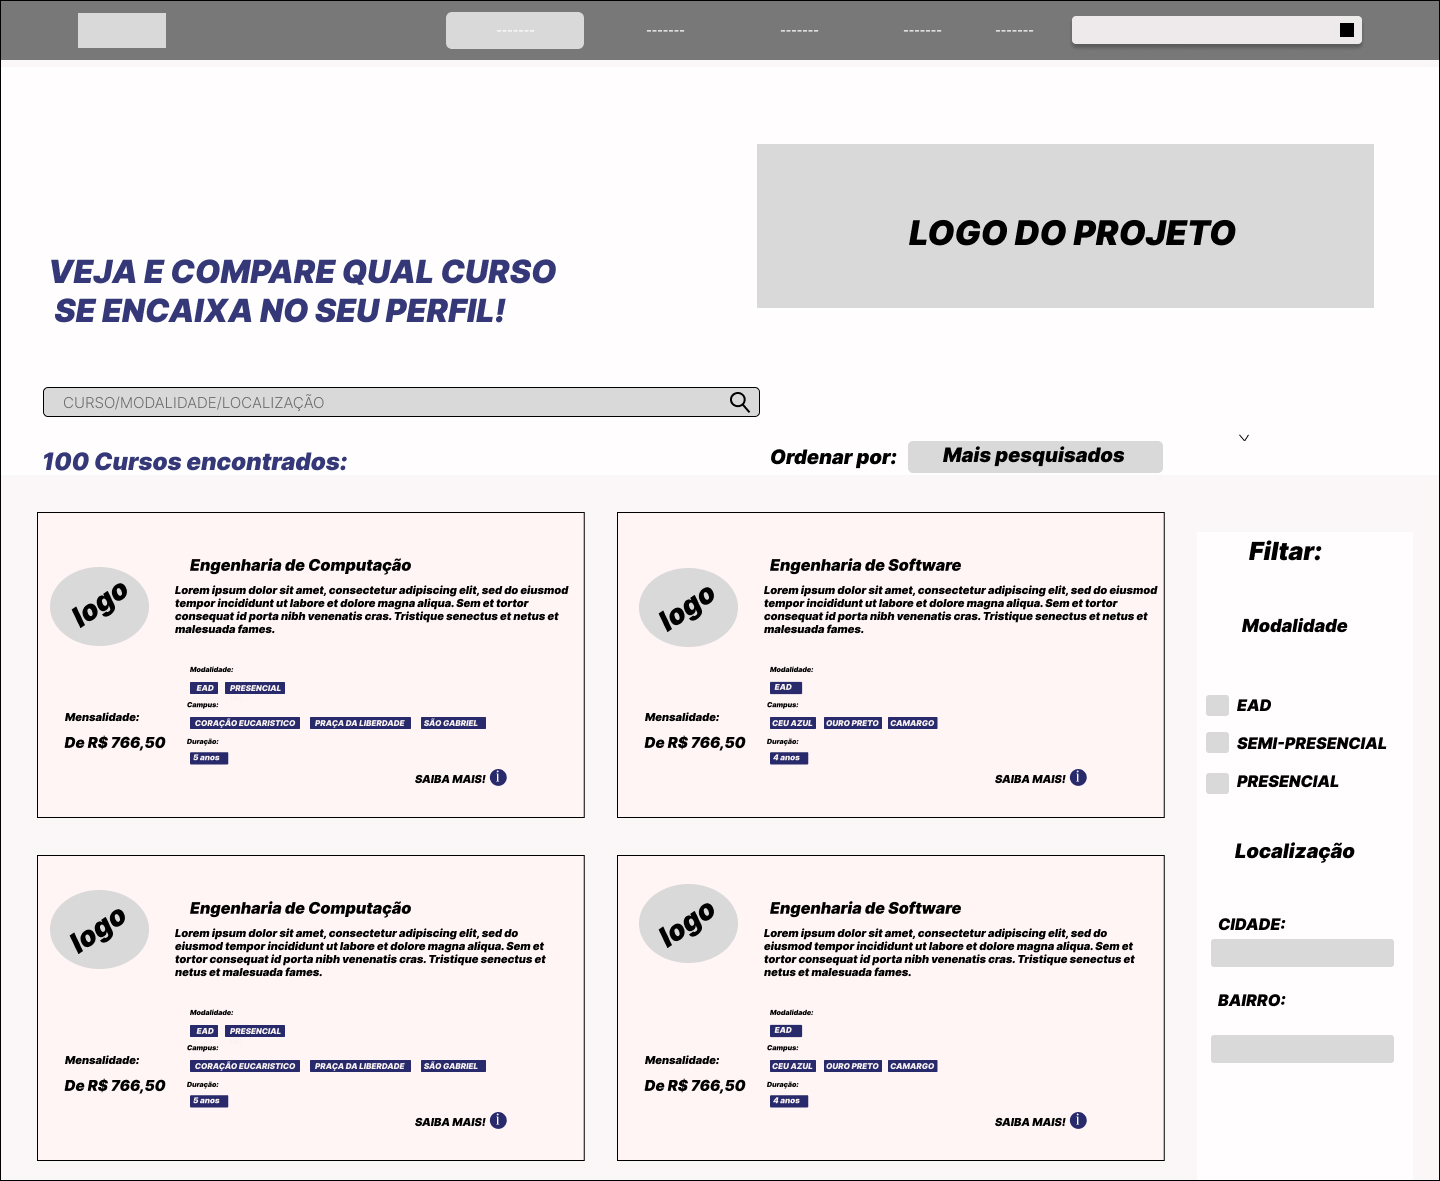 -------
-------
-------
-------
-------
LOGO DO PROJETO
VEJA E COMPARE QUAL CURSO
SE ENCAIXA NO SEU PERFIL!
CURSO/MODALIDADE/LOCALIZAÇÃO
100 Cursos encontrados:
Ordenar por:
Mais pesquisados
logo
Engenharia de Computação
Lorem ipsum dolor sit amet, consectetur adipiscing elit, sed do eiusmod
tempor incididunt ut labore et dolore magna aliqua. Sem et tortor
consequat id porta nibh venenatis cras. Tristique senectus et netus et
malesuada fames.
Modalidade:
EAD PRESENCIAL
Campus:
CORAÇÃO EUCARISTICO PRAÇA DA LIBERDADE SÃO GABRIEL
Mensalidade:
De R$ 766,50
Duração:
5 anos
SAIBA MAIS! i
logo
Engenharia de Software
Lorem ipsum dolor sit amet, consectetur adipiscing elit, sed do eiusmod
tempor incididunt ut labore et dolore magna aliqua. Sem et tortor
consequat id porta nibh venenatis cras. Tristique senectus et netus et
malesuada fames.
Modalidade:
EAD
Campus:
CEU AZUL OURO PRETO CAMARGO
Mensalidade:
De R$ 766,50
Duração:
4 anos
SAIBA MAIS! i
logo
Engenharia de Computação
Lorem ipsum dolor sit amet, consectetur adipiscing elit, sed do
eiusmod tempor incididunt ut labore et dolore magna aliqua. Sem et
tortor consequat id porta nibh venenatis cras. Tristique senectus et
netus et malesuada fames.
Modalidade:
EAD PRESENCIAL
Campus:
CORAÇÃO EUCARISTICO PRAÇA DA LIBERDADE SÃO GABRIEL
Mensalidade:
De R$ 766,50
Duração:
5 anos
SAIBA MAIS! i
logo
Engenharia de Software
Lorem ipsum dolor sit amet, consectetur adipiscing elit, sed do
eiusmod tempor incididunt ut labore et dolore magna aliqua. Sem et
tortor consequat id porta nibh venenatis cras. Tristique senectus et
netus et malesuada fames.
Modalidade:
EAD
Campus:
CEU AZUL OURO PRETO CAMARGO
Mensalidade:
De R$ 766,50
Duração:
4 anos
SAIBA MAIS! i
Filtar:
Modalidade
EAD
SEMI-PRESENCIAL
PRESENCIAL
Localização
CIDADE:
BAIRRO: